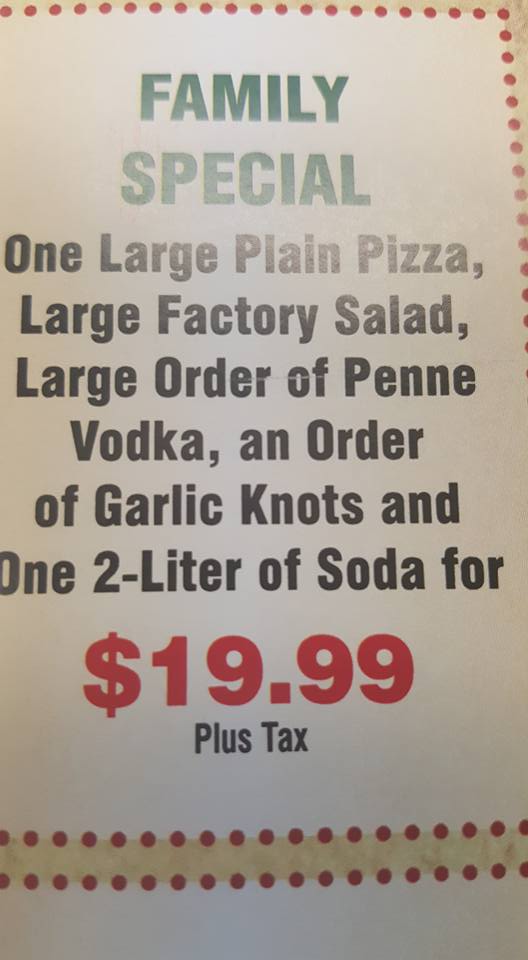 FAMILY
SPECIAL
One Large Plain Pizza,
Large Factory Salad,
Large Order of Penne
Vodka, an Order
of Garlic Knots and
One 2-Liter of Soda for
$19.99
Plus Tax